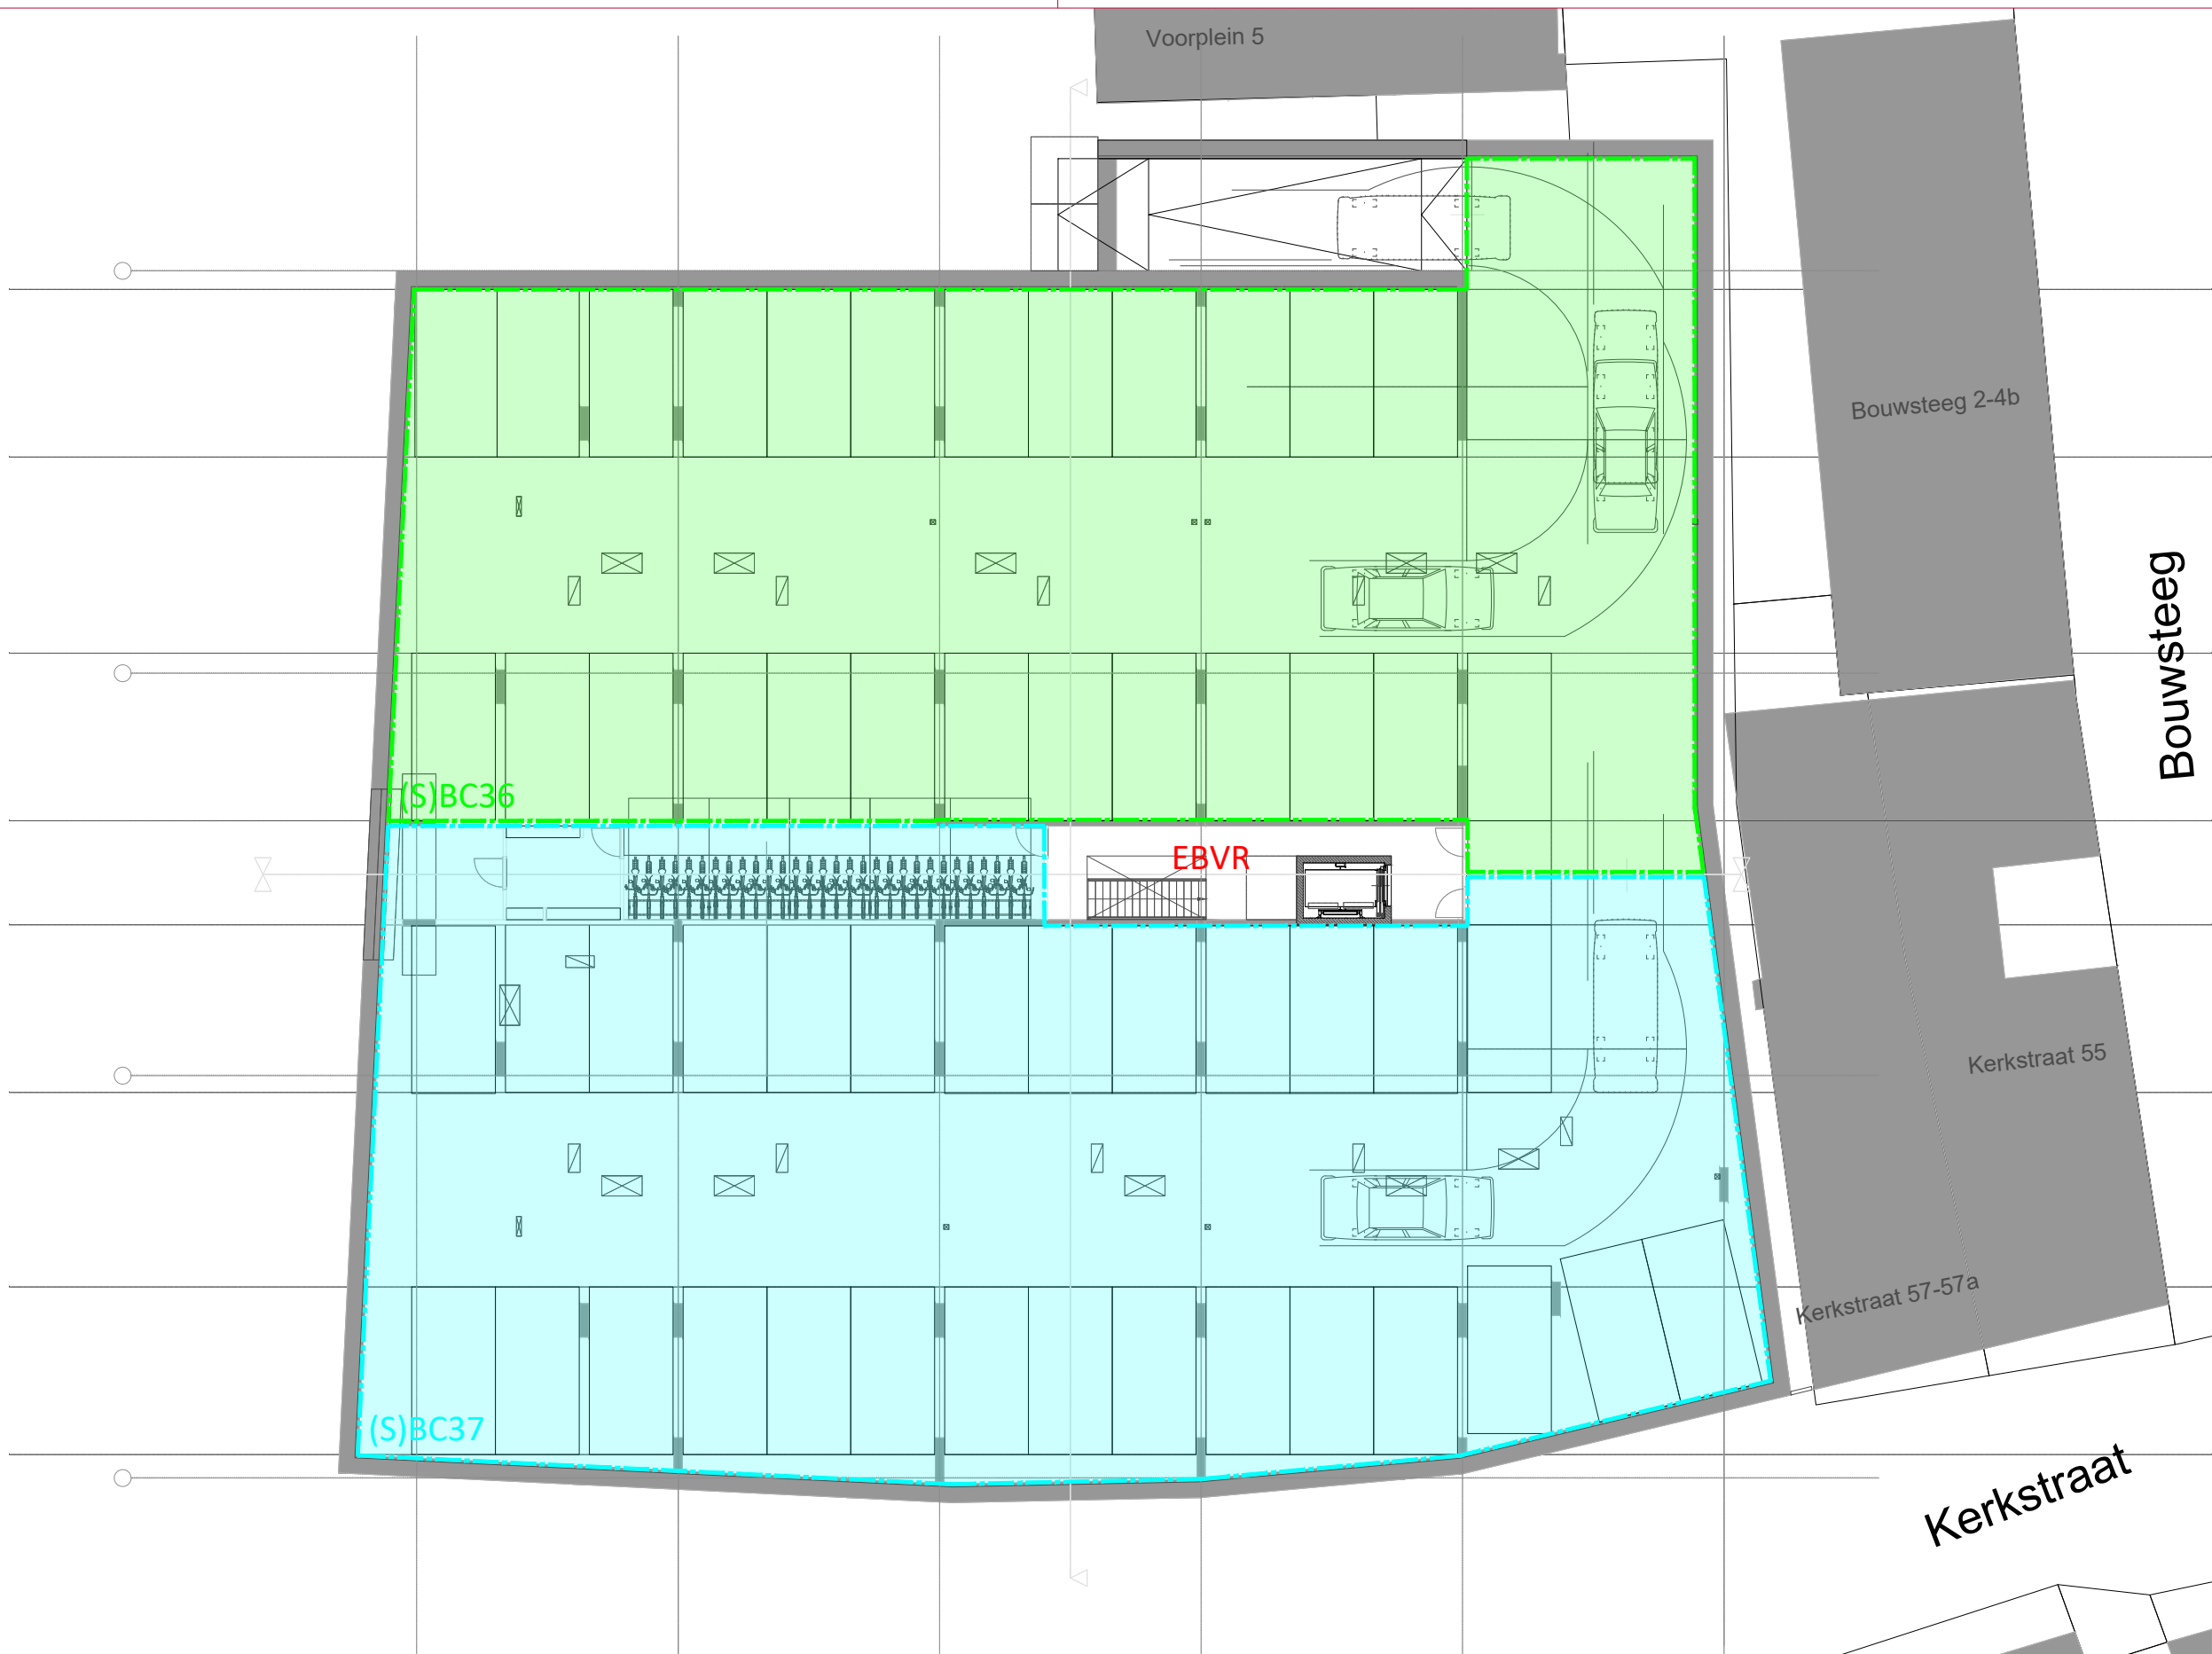 Voorplein 5
Bouwsteeg 2-4b
Bouwsteeg
(S)BC36
EBVR
Kerkstraat 55
Kerkstraat 57-57a
(S)BC37
Kerkstraat